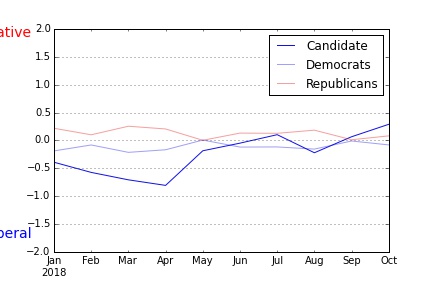 ative
2.0
1.5
1.0
0.5
0.0
−0.5
−1.0
−1.5
−2.0
beral
Candidate
Democrats
Republicans
Jan Feb Mar Apr May Jun Jul Aug Sep Oct
2018